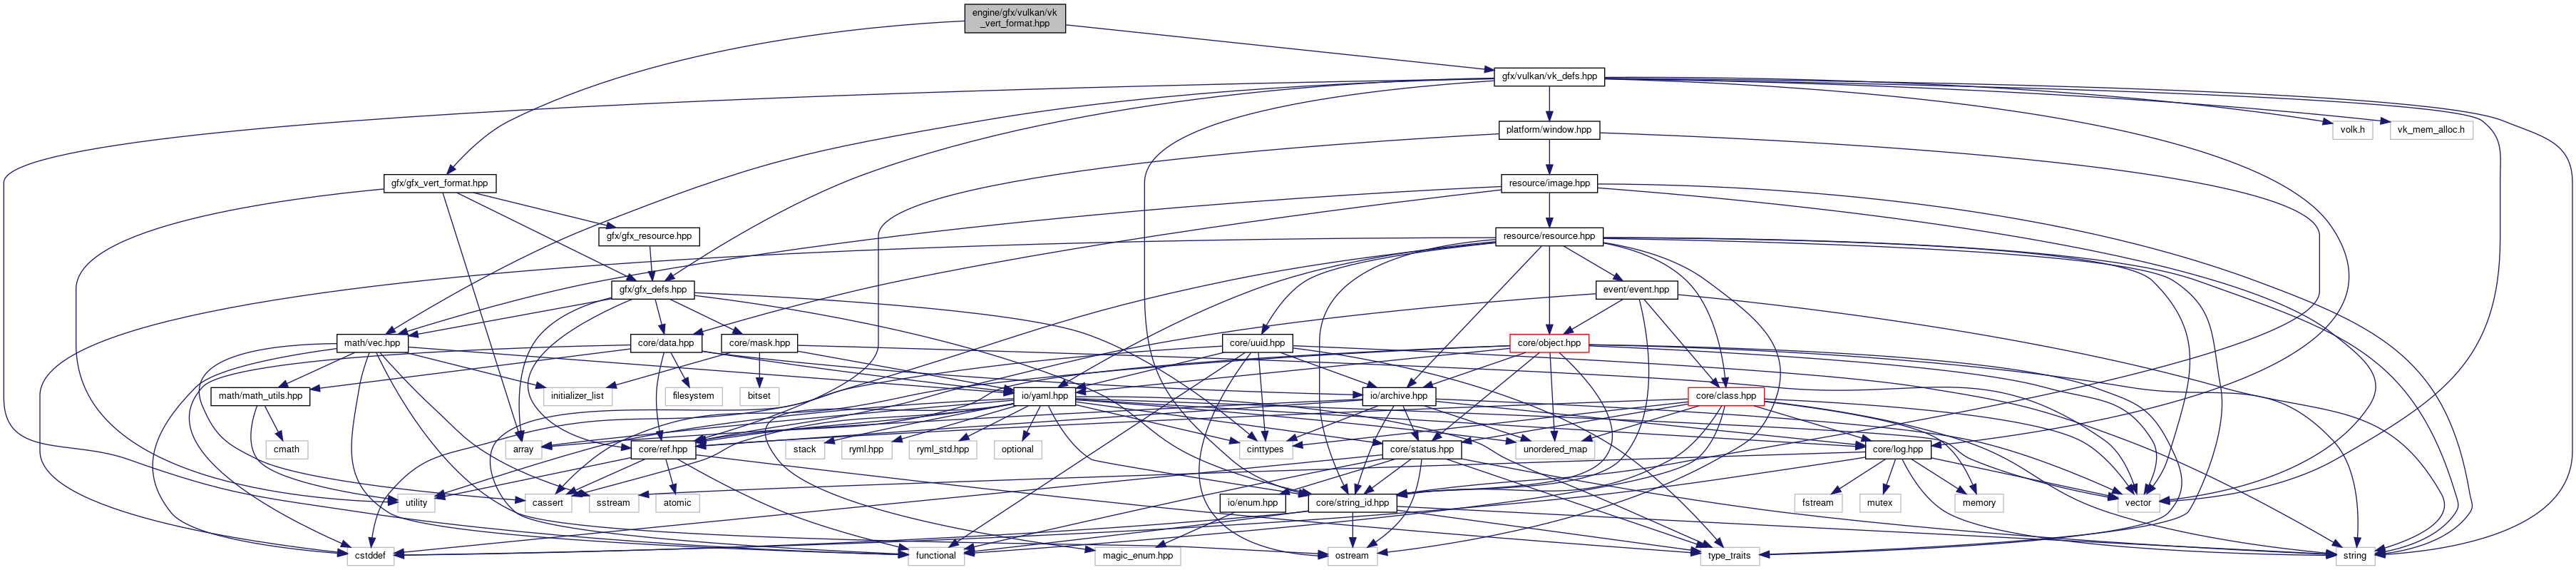 engine/gfx/vulkan/vk
_vert_format.hpp
gfx/vulkan/vk_defs.hpp
platform/window.hpp
volk.h
vk_mem_alloc.h
gfx/gfx_vert_format.hpp
resource/image.hpp
gfx/gfx_resource.hpp
resource/resource.hpp
gfx/gfx_defs.hpp
event/event.hpp
math/vec.hpp
core/data.hpp
core/mask.hpp
core/uuid.hpp
core/object.hpp
math/math_utils.hpp
initializer_list
filesystem
bitset
io/yaml.hpp
io/archive.hpp
core/class.hpp
cmath
array
core/ref.hpp
stack
ryml.hpp
ryml_std.hpp
optional
cinttypes
core/status.hpp
unordered_map
core/log.hpp
utility
cassert
sstream
atomic
io/enum.hpp
core/string_id.hpp
fstream
mutex
memory
vector
cstddef
functional
magic_enum.hpp
ostream
type_traits
string